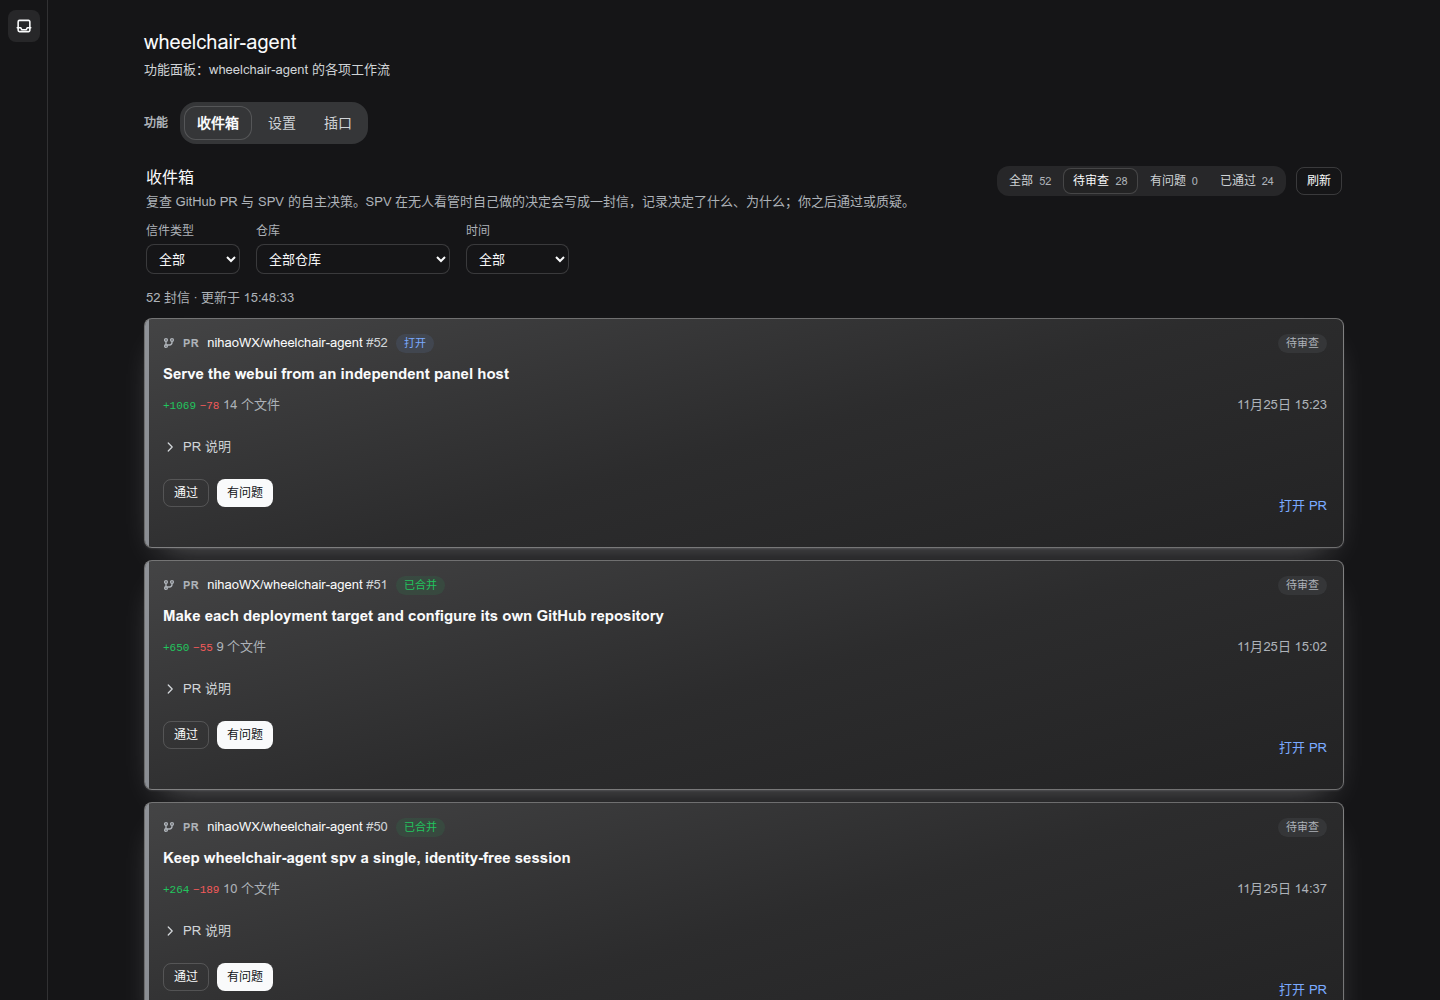 wheelchair-agent
功能面板：wheelchair-agent 的各项工作流
功能 收件箱 设置 插口
收件箱
全部 52 待审查 28 有问题 0 已通过 24 刷新
复查 GitHub PR 与 SPV 的自主决策。SPV 在无人看管时自己做的决定会写成一封信，记录决定了什么、为什么；你之后通过或质疑。
信件类型 仓库 时间
全部 全部仓库 全部
52 封信 · 更新于 15:48:33
PR nihaoWX/wheelchair-agent #52 打开 待审查
Serve the webui from an independent panel host
+1069 −78 14 个文件 11月25日 15:23
PR 说明
通过 有问题
打开 PR
PR nihaoWX/wheelchair-agent #51 已合并 待审查
Make each deployment target and configure its own GitHub repository
+650 −55 9 个文件 11月25日 15:02
PR 说明
通过 有问题
打开 PR
PR nihaoWX/wheelchair-agent #50 已合并 待审查
Keep wheelchair-agent spv a single, identity-free session
+264 −189 10 个文件 11月25日 14:37
PR 说明
通过 有问题
打开 PR